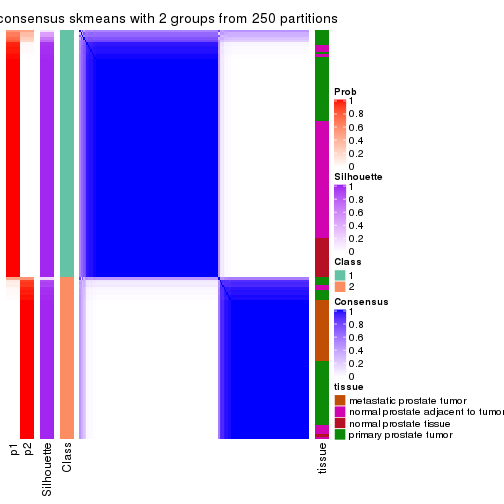 consensus skmeans with 2 groups from 250 partitions
Prob
1
0.8
0.6
0.4
0.2
0
Silhouette
1
0.8
0.6
0.4
0.2
0
Class
1
2
Consensus
1
0.8
0.6
0.4
0.2
0
tissue
metastatic prostate tumor
normal prostate adjacent to tumor
normal prostate tissue
primary prostate tumor
p1
p2
Silhouette
Class
tissue